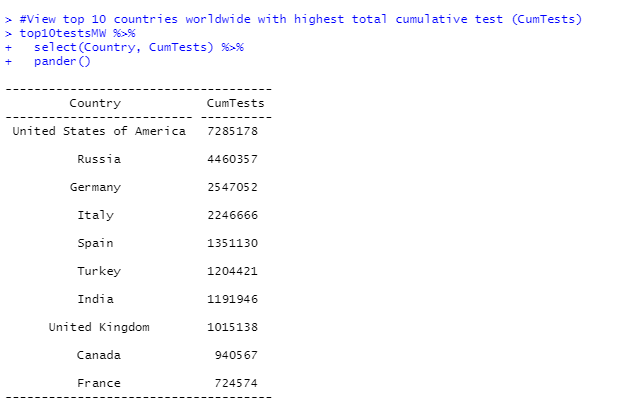 > #View top 10 countries worldwide with highest total cumulative test (CumTests)
> top10testsMW %>%
+   select(Country, CumTests) %>%
+   pander()
-------------------------------------
Country CumTests
-------------------------- ----------
United States of America 7285178
Russia 4460357
Germany 2547052
Italy 2246666
Spain 1351130
Turkey 1204421
India 1191946
United Kingdom 1015138
Canada 940567
France 724574
-------------------------------------